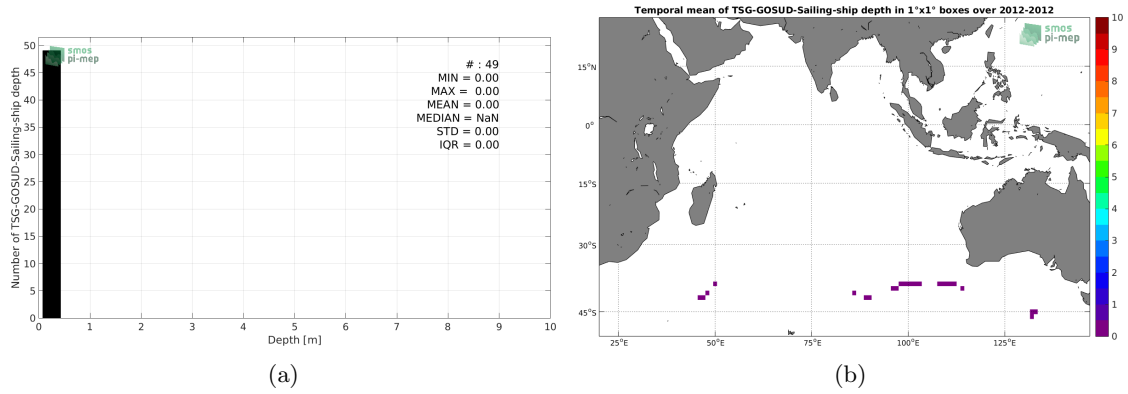 50
45
40
35
30
25
20
15
10
5
0
Number of TSG-GOSUD-Sailing-ship depth
smos
pi-mep
# : 49
MIN = 0.00
MAX = 0.00
MEAN = 0.00
MEDIAN = NaN
STD = 0.00
IQR = 0.00
0 1 2 3 4 5 6 7 8 9 10
Depth [m]
(a)
Temporal mean of TSG-GOSUD-Sailing-ship depth in 1°x1° boxes over 2012-2012
smos
pi-mep
15°N
0°
15°S
30°S
45°S
25°E 50°E 75°E 100°E 125°E
10
9
8
7
6
5
4
3
2
1
0
(b)